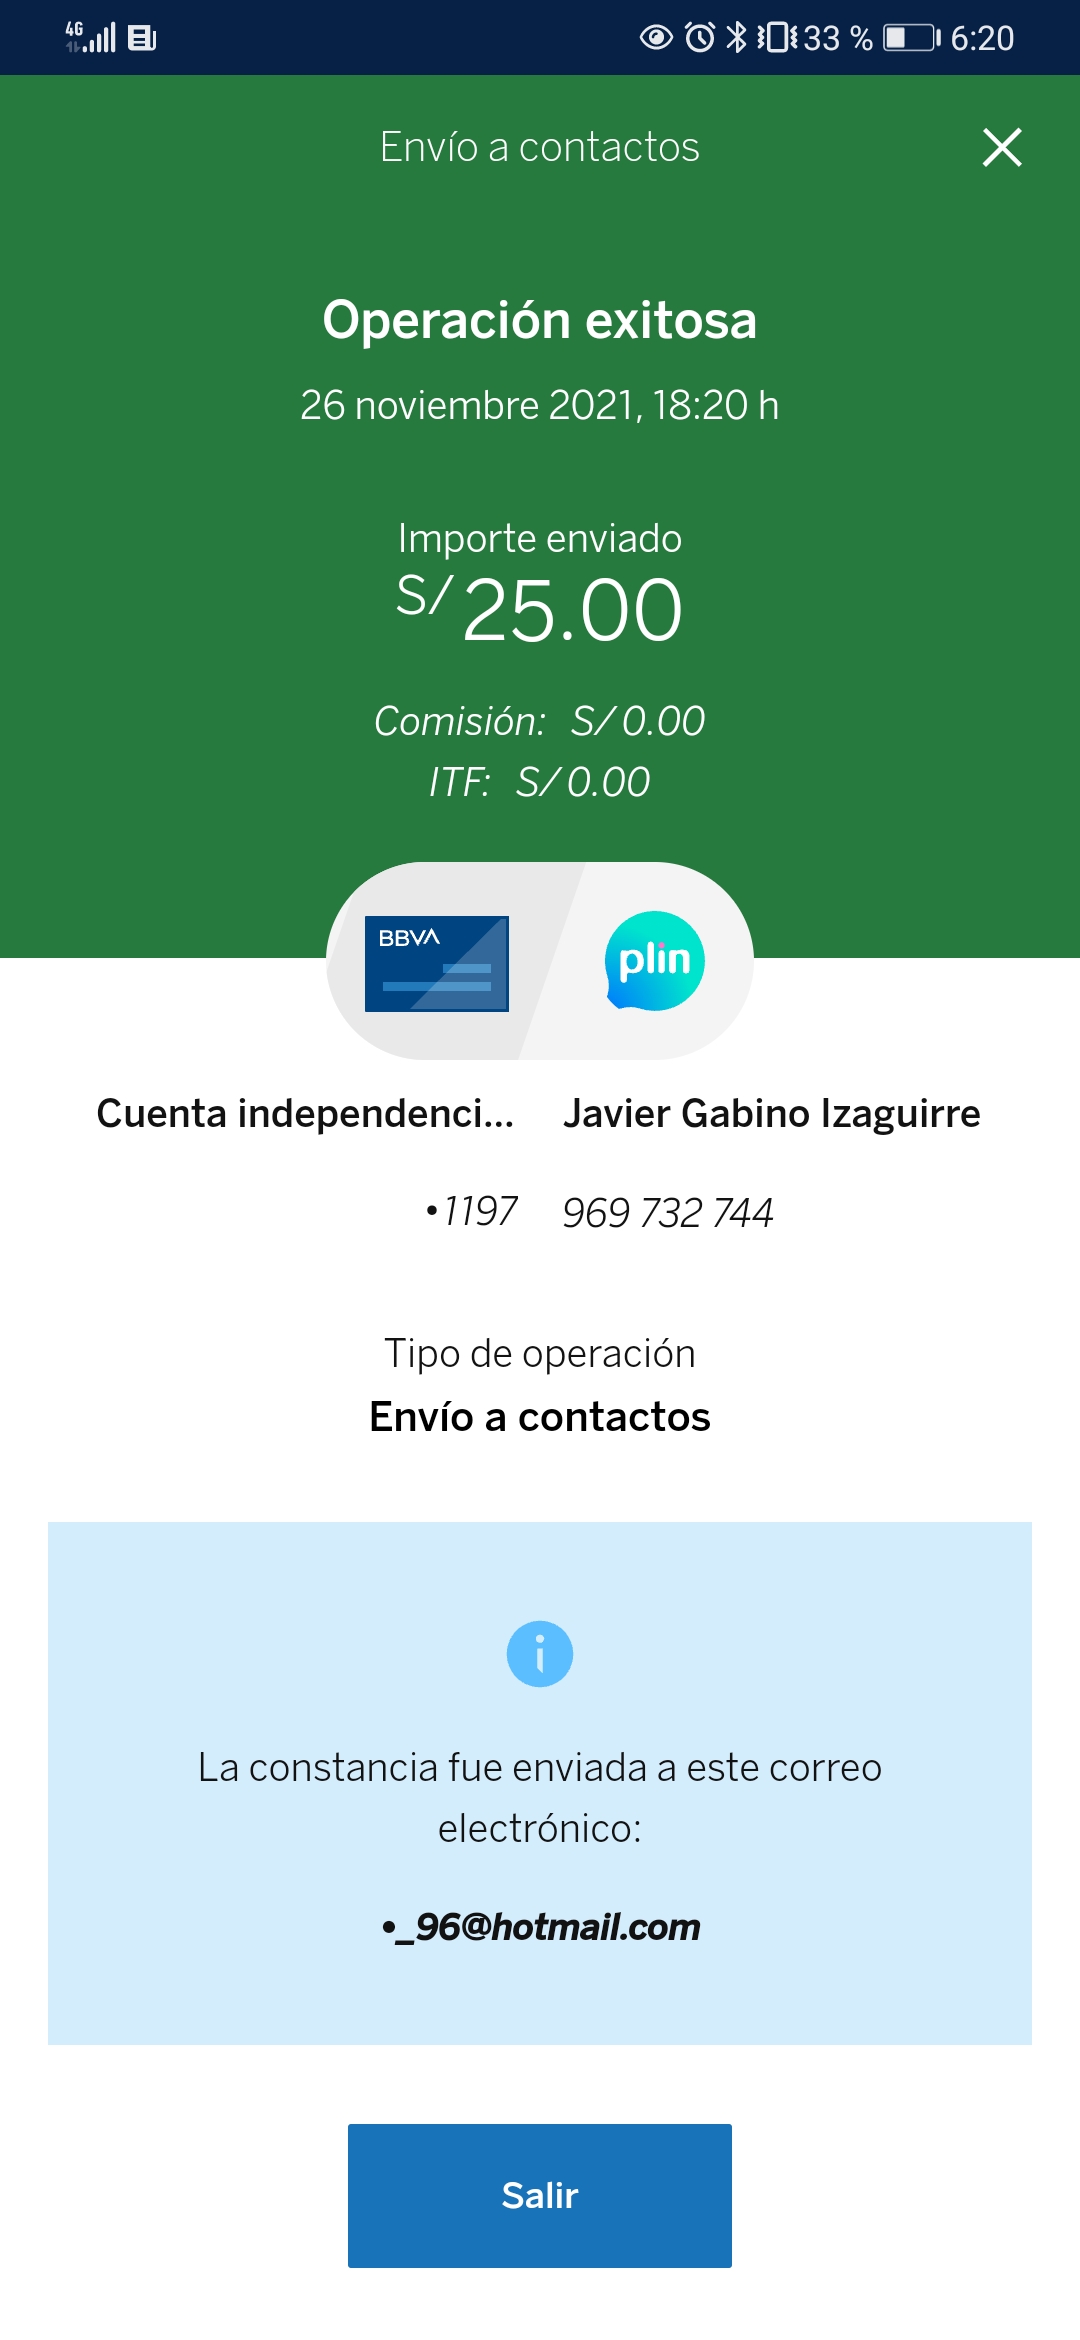 4G 33 % 6:20
Envío a contactos
Operación exitosa
26 noviembre 2021, 18:20 h
Importe enviado
S/ 25.00
Comisión: S/ 0.00
ITF: S/ 0.00
BBVA plin
Cuenta independenci... Javier Gabino Izaguirre
•1197 969 732 744
Tipo de operación
Envío a contactos
La constancia fue enviada a este correo
electrónico:
•_96@hotmail.com
Salir